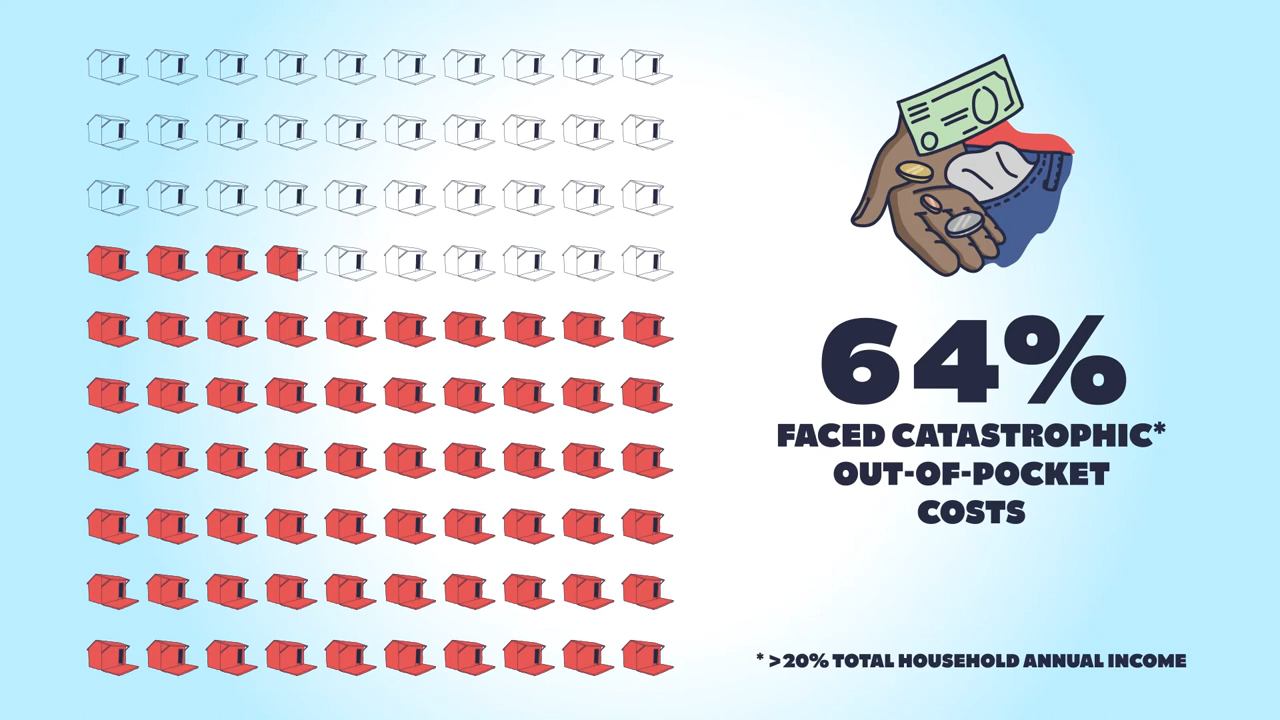 64%
FACED CATASTROPHIC*
OUT-OF-POCKET
COSTS
* >20% TOTAL HOUSEHOLD ANNUAL INCOME